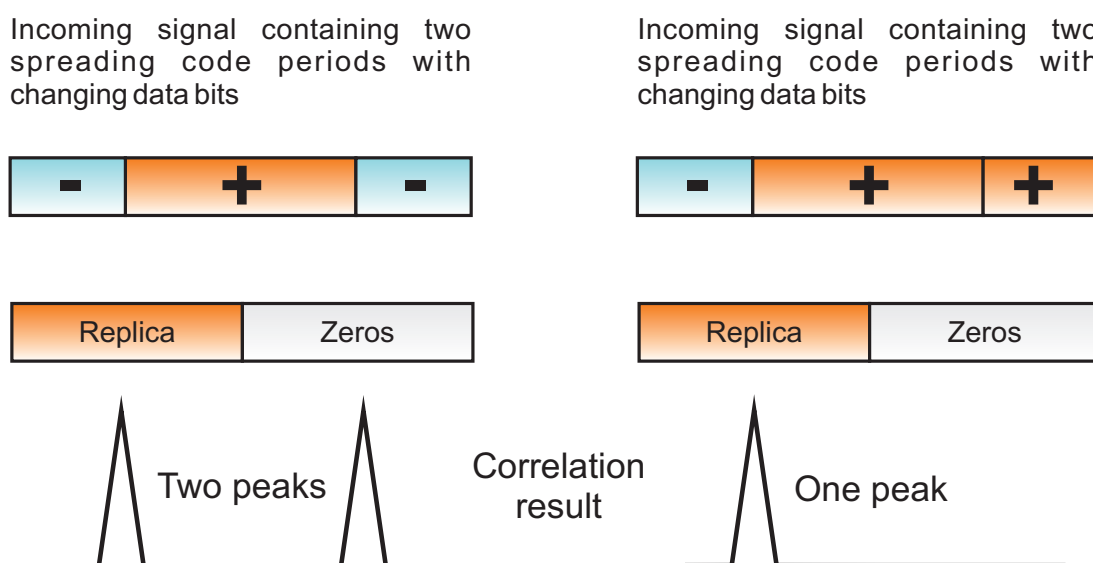 Incoming signal containing two
spreading code periods with
changing data bits
Incoming signal containing two
spreading code periods with
changing data bits
- + -
- + +
Replica Zeros
Replica Zeros
Two peaks
Correlation
result
One peak